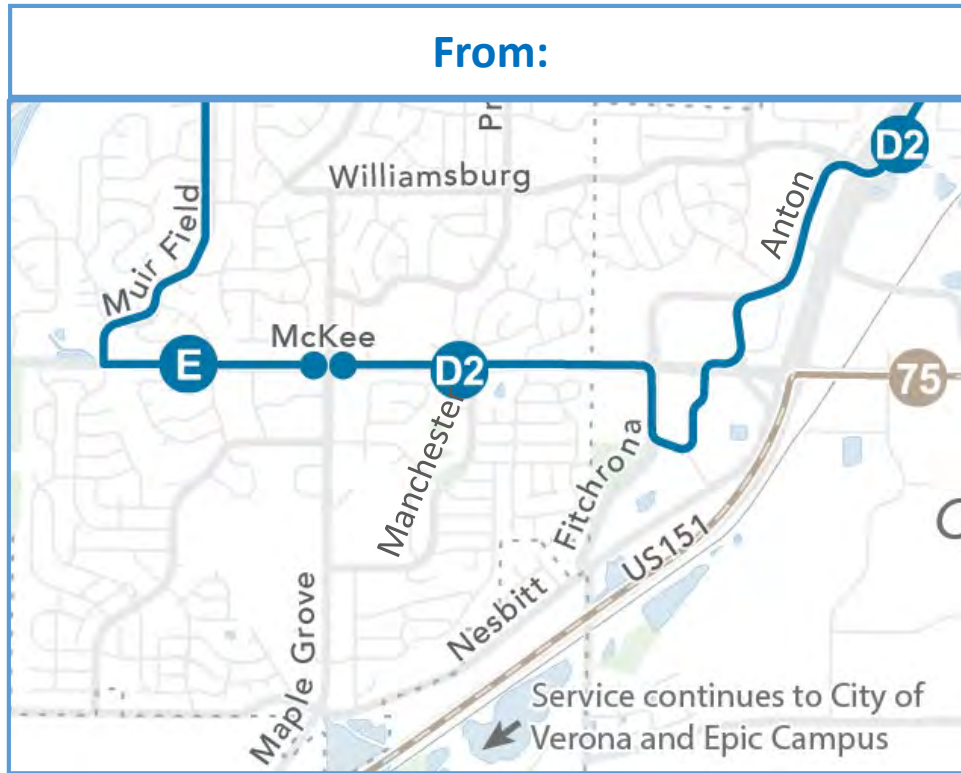 From:
Pr
D2
Williamsburg
Anton
Muir Field
McKee
E
D2
75
Manchester
Fitchrona
US151
Nesbitt
Maple Grove
C
Service continues to City of
Verona and Epic Campus